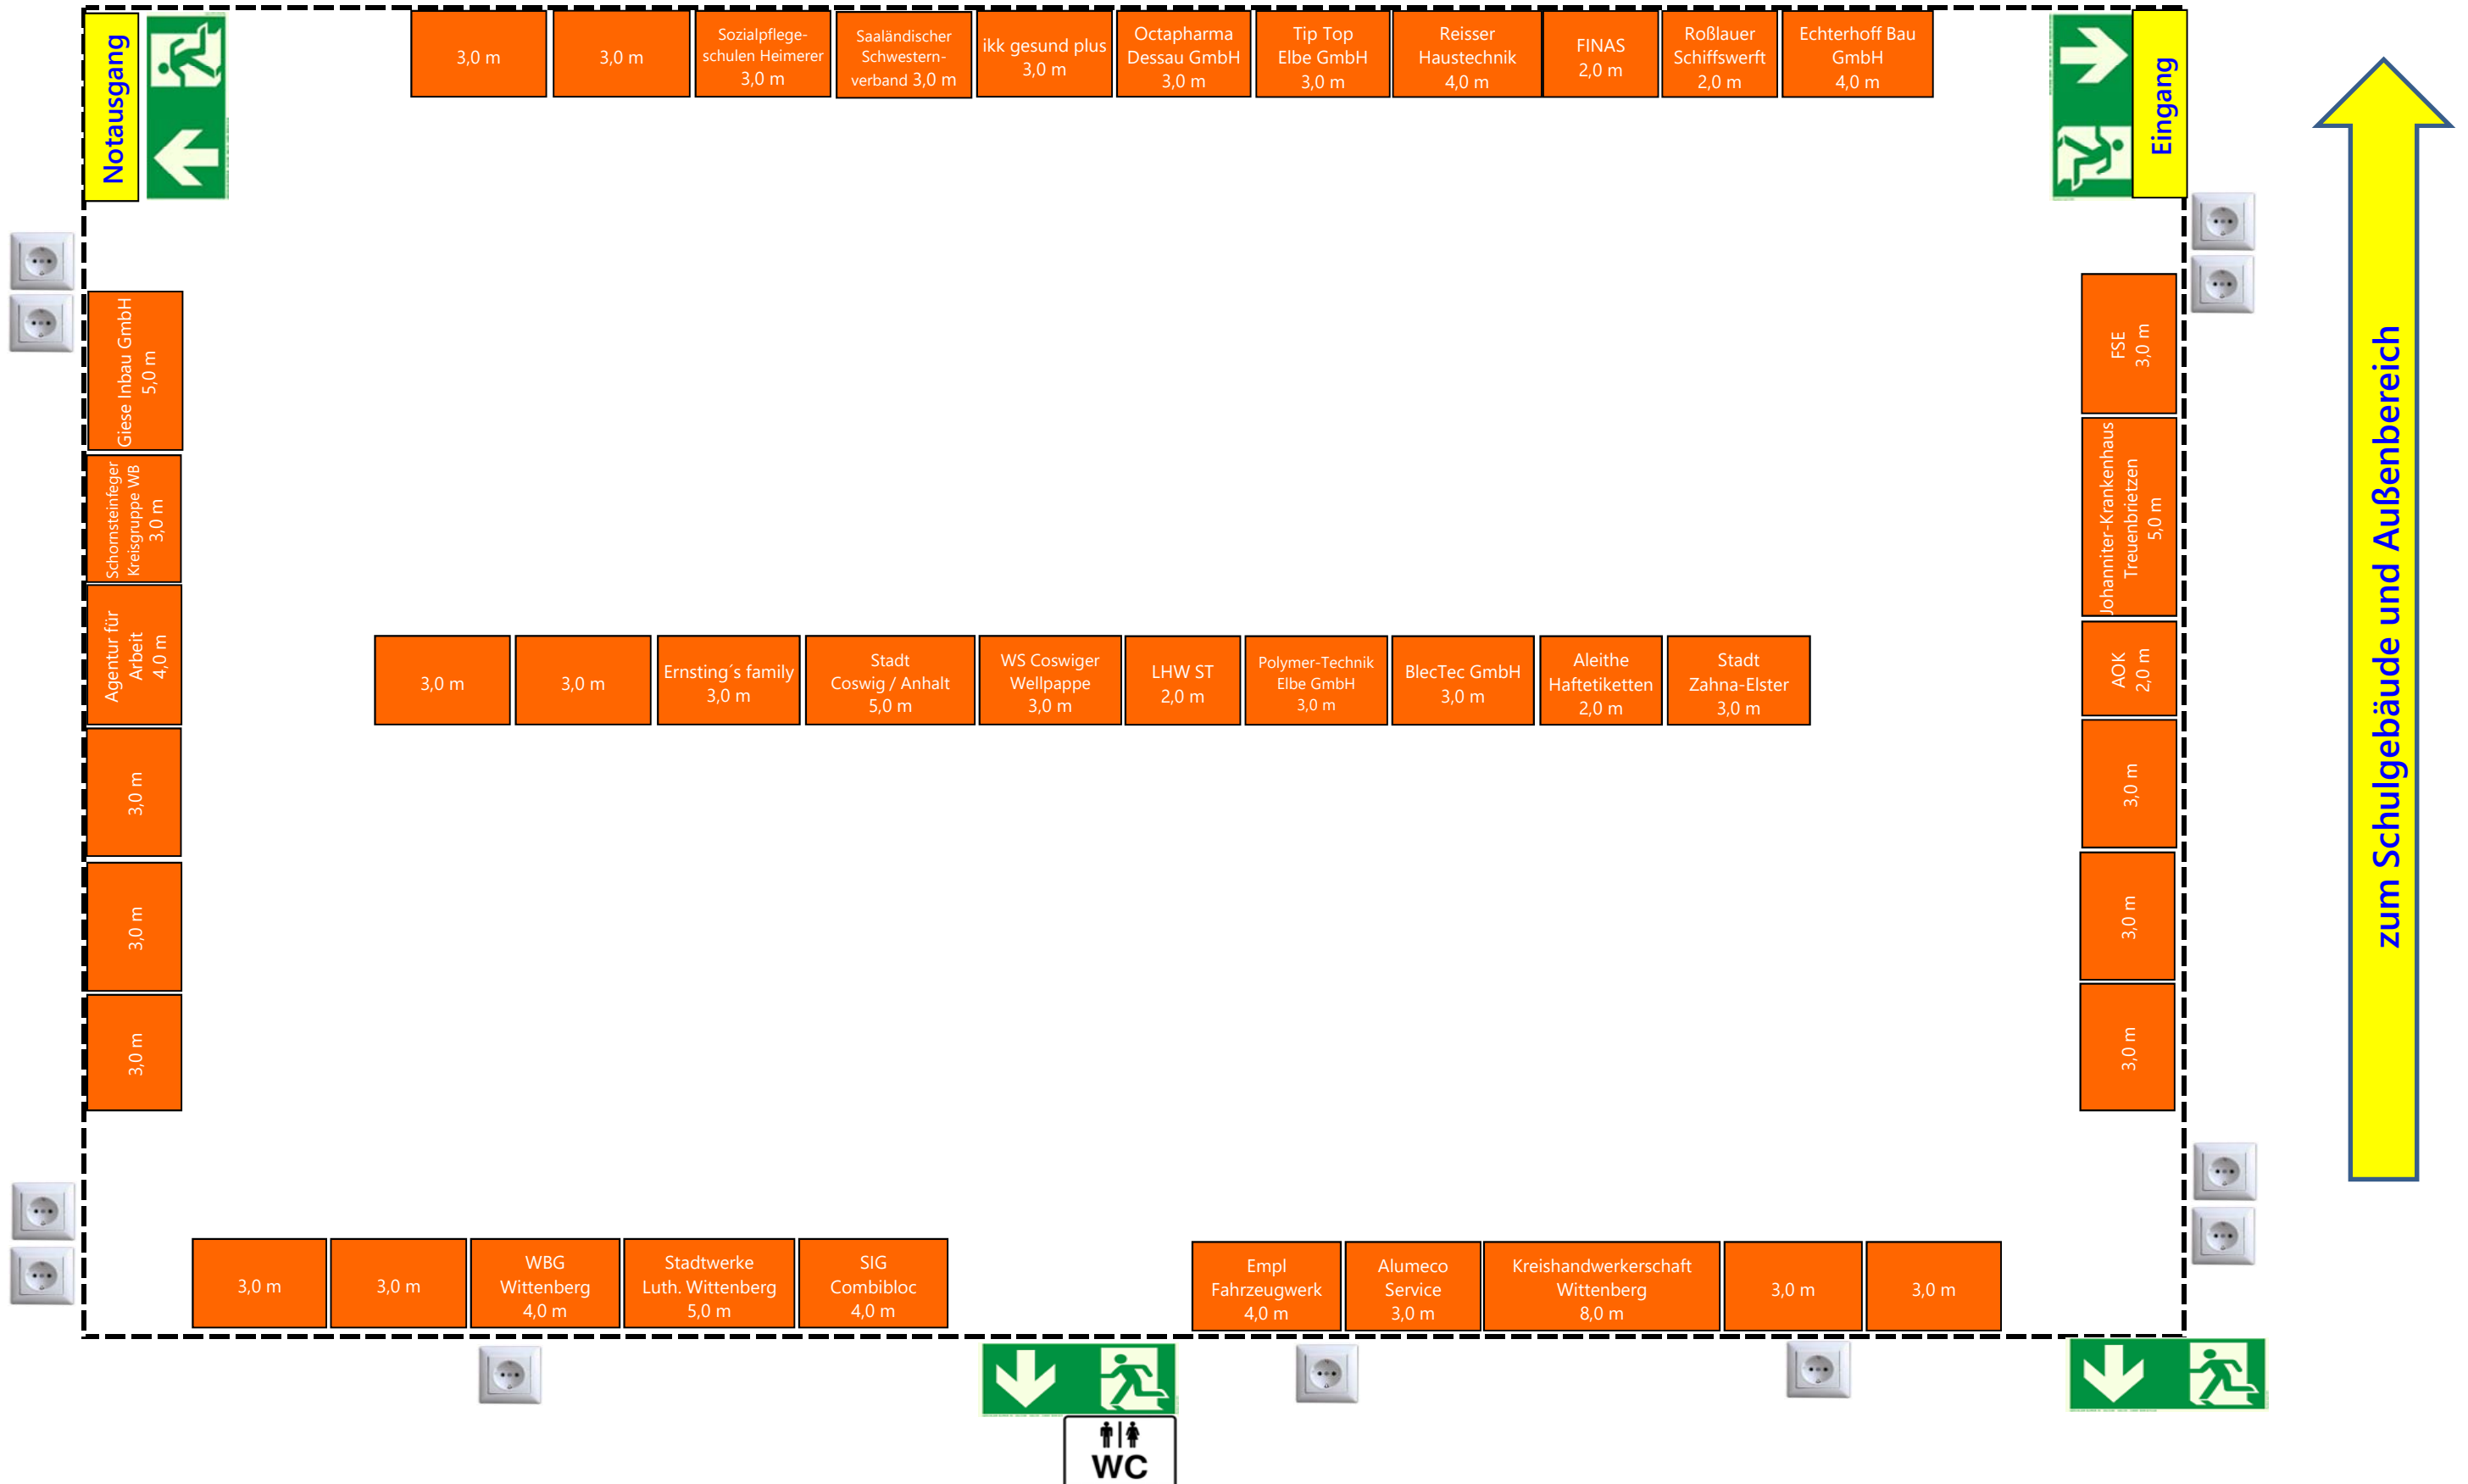 Notausgang
3,0 m
3,0 m
Sozialpflege-
schulen Heimerer
3,0 m
Saaländischer
Schwestern-
verband 3,0 m
ikk gesund plus
3,0 m
Octapharma
Dessau GmbH
3,0 m
Tip Top
Elbe GmbH
3,0 m
Reisser
Haustechnik
4,0 m
FINAS
2,0 m
Roßlauer
Schiffswerft
2,0 m
Echterhoff Bau
GmbH
4,0 m
Eingang
zum Schulgebäude und Außenbereich
Giese Inbau GmbH
5,0 m
Schornsteinfeger
Kreisgruppe WB
3,0 m
Agentur für
Arbeit
4,0 m
3,0 m
3,0 m
3,0 m
3,0 m
3,0 m
Ernsting´s family
3,0 m
Stadt
Coswig / Anhalt
5,0 m
WS Coswiger
Wellpappe
3,0 m
LHW ST
2,0 m
Polymer-Technik
Elbe GmbH
3,0 m
BlecTec GmbH
3,0 m
Aleithe
Haftetiketten
2,0 m
Stadt
Zahna-Elster
3,0 m
FSE
3,0 m
Johanniter-Krankenhaus
Treuenbrietzen
5,0 m
AOK
2,0 m
3,0 m
3,0 m
3,0 m
3,0 m
3,0 m
WBG
Wittenberg
4,0 m
Stadtwerke
Luth. Wittenberg
5,0 m
SIG
Combibloc
4,0 m
Empl
Fahrzeugwerk
4,0 m
Alumeco
Service
3,0 m
Kreishandwerkerschaft
Wittenberg
8,0 m
3,0 m
3,0 m
WC